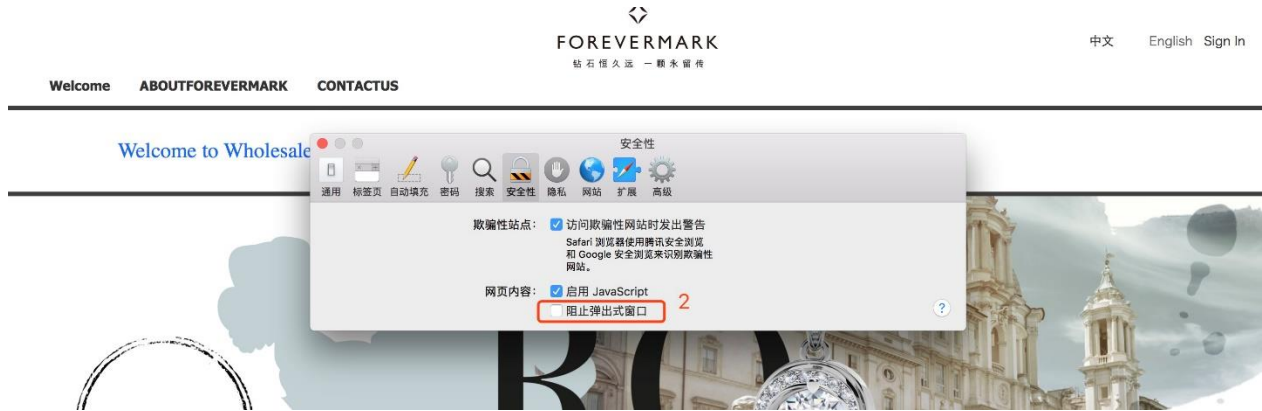 FOREVERMARK
钻石恒久远 一颗永留传
中文 English Sign In
Welcome ABOUTFOREVERMARK CONTACTUS
Welcome to Wholesale
安全性
通用 标签页 自动填充 密码 搜索 安全性 隐私 网站 扩展 高级
欺骗性站点: 访问欺骗性网站时发出警告
Safari 浏览器使用腾讯安全浏览
和 Google 安全浏览来识别欺骗性
网站。
网页内容: 启用 JavaScript
阻止弹出式窗口 2
?